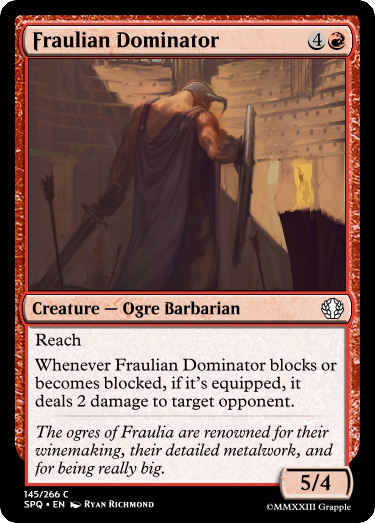 Fraulian Dominator 4
Creature — Ogre Barbarian
Reach
Whenever Fraulian Dominator blocks or
becomes blocked, if it's equipped, it
deals 2 damage to target opponent.
The ogres of Fraulia are renowned for their
winemaking, their detailed metalwork, and
for being really big.
5/4
145/266 C
SPQ • EN Ryan Richmond
©MMXXIII Grapple